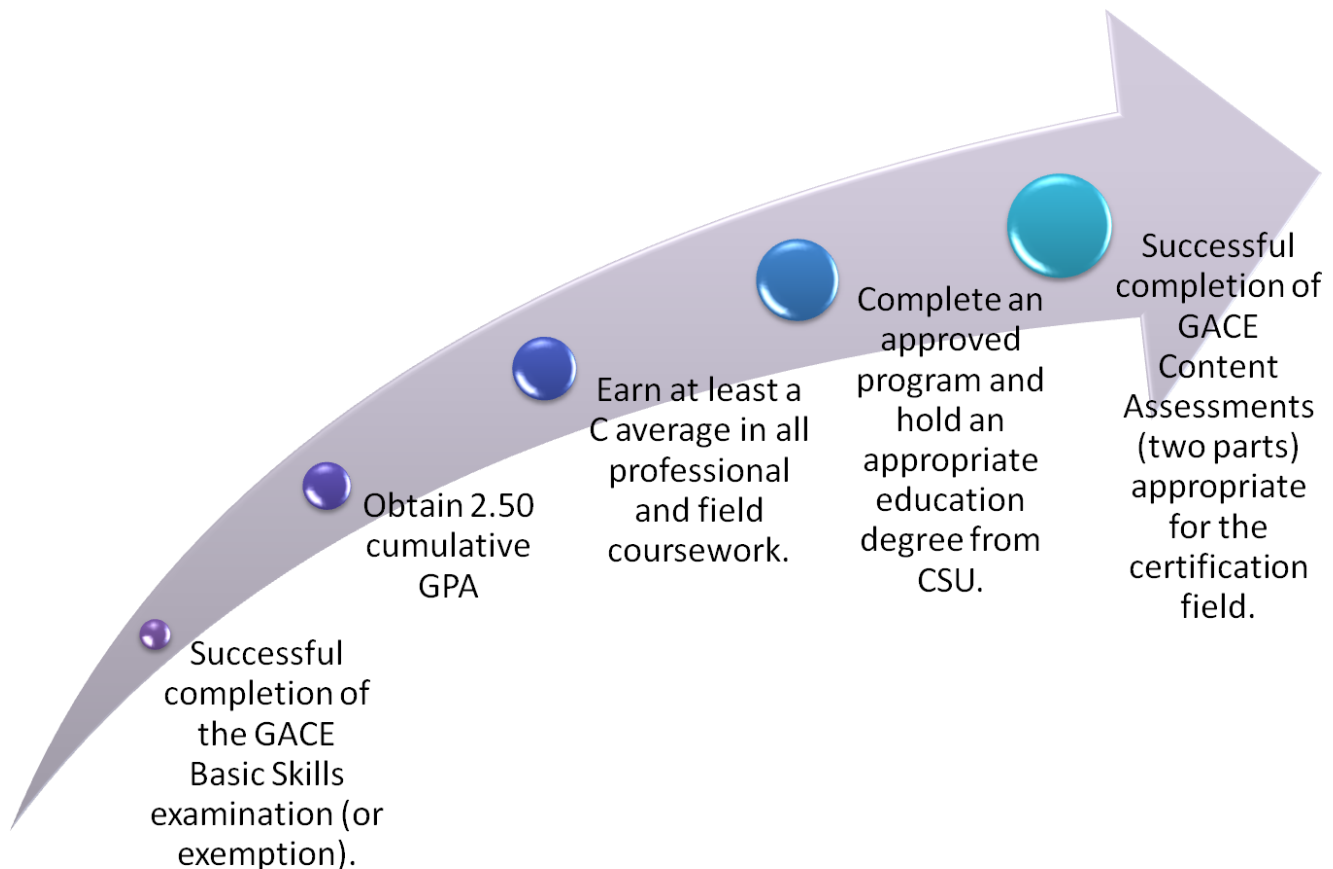 Successful
completion of
the GACE
Basic Skills
examination (or
exemption).
Obtain 2.50
cumulative
GPA
Earn at least a
C average in all
professional
and field
coursework.
Complete an
approved
program and
hold an
appropriate
education
degree from
CSU.
Successful
completion of
GACE
Content
Assessments
(two parts)
appropriate
for the
certification
field.